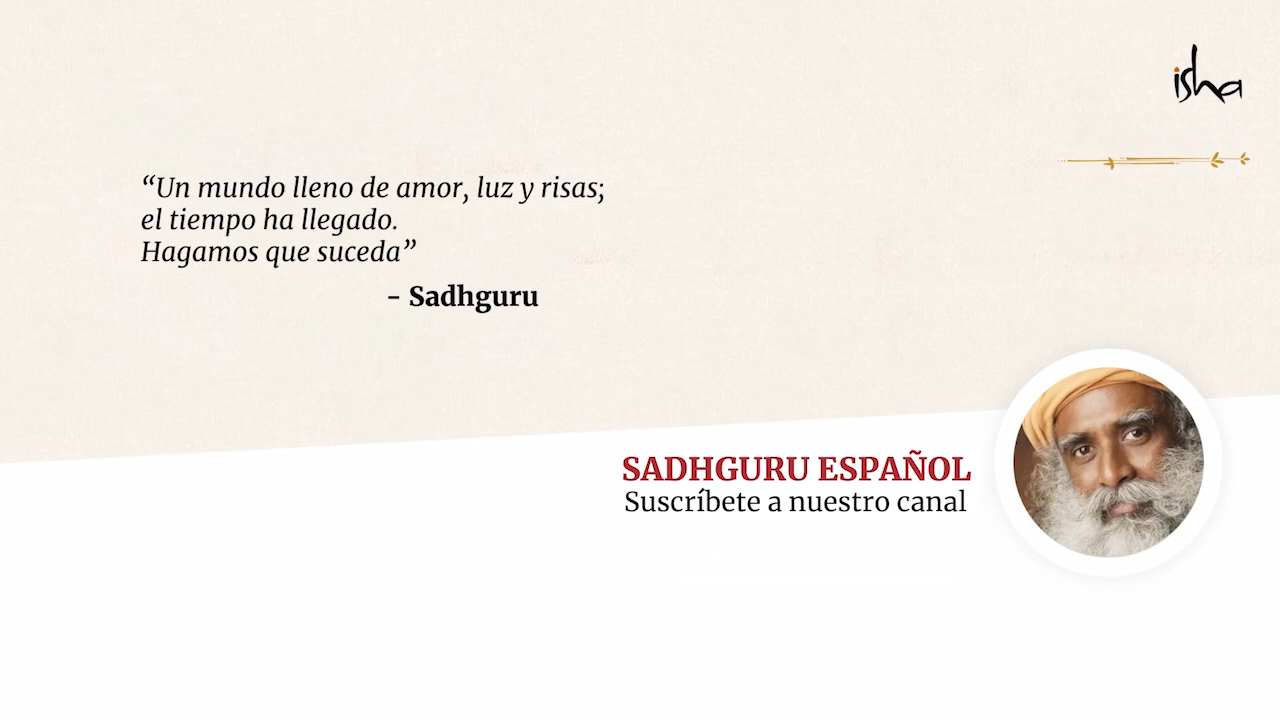 isha
“Un mundo lleno de amor, luz y risas;
el tiempo ha llegado.
Hagamos que suceda”
- Sadhguru
SADHGURU ESPAÑOL
Suscríbete a nuestro canal